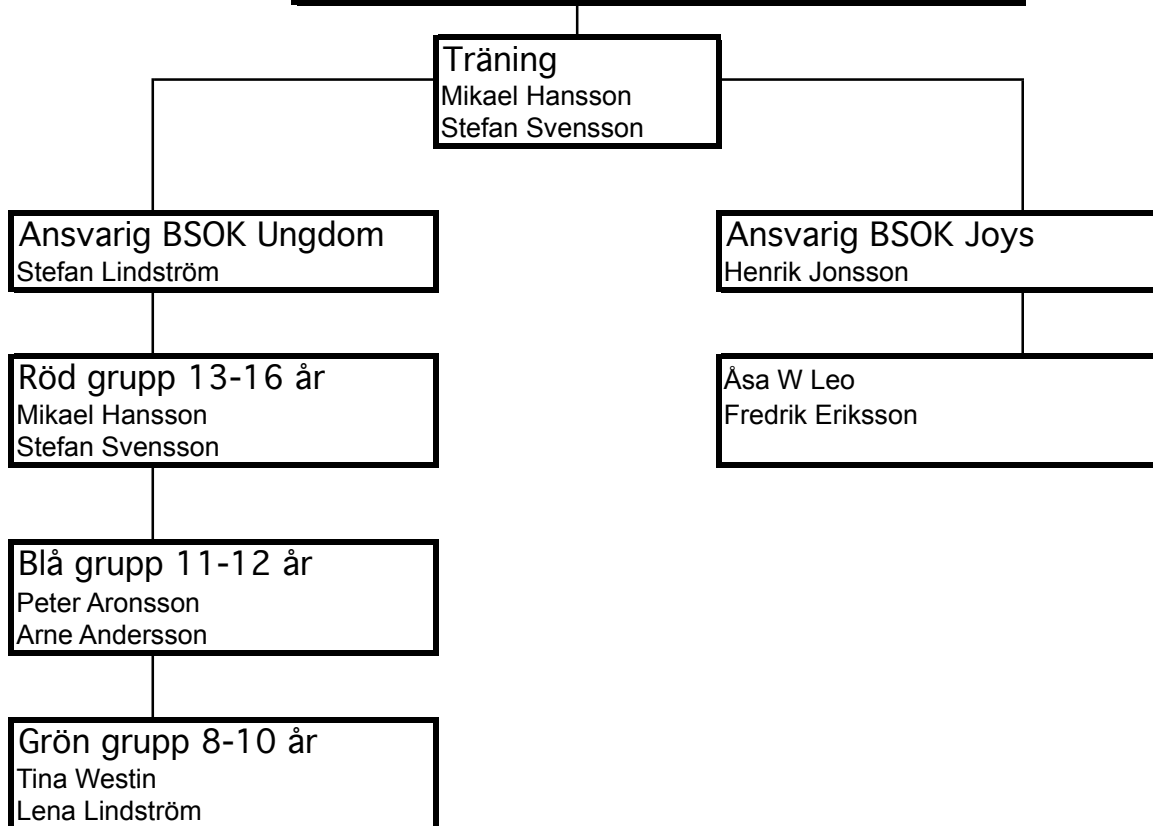 Träning
Mikael Hansson
Stefan Svensson
Ansvarig BSOK Ungdom
Stefan Lindström
Ansvarig BSOK Joys
Henrik Jonsson
Röd grupp 13-16 år
Mikael Hansson
Stefan Svensson
Åsa W Leo
Fredrik Eriksson
Blå grupp 11-12 år
Peter Aronsson
Arne Andersson
Grön grupp 8-10 år
Tina Westin
Lena Lindström